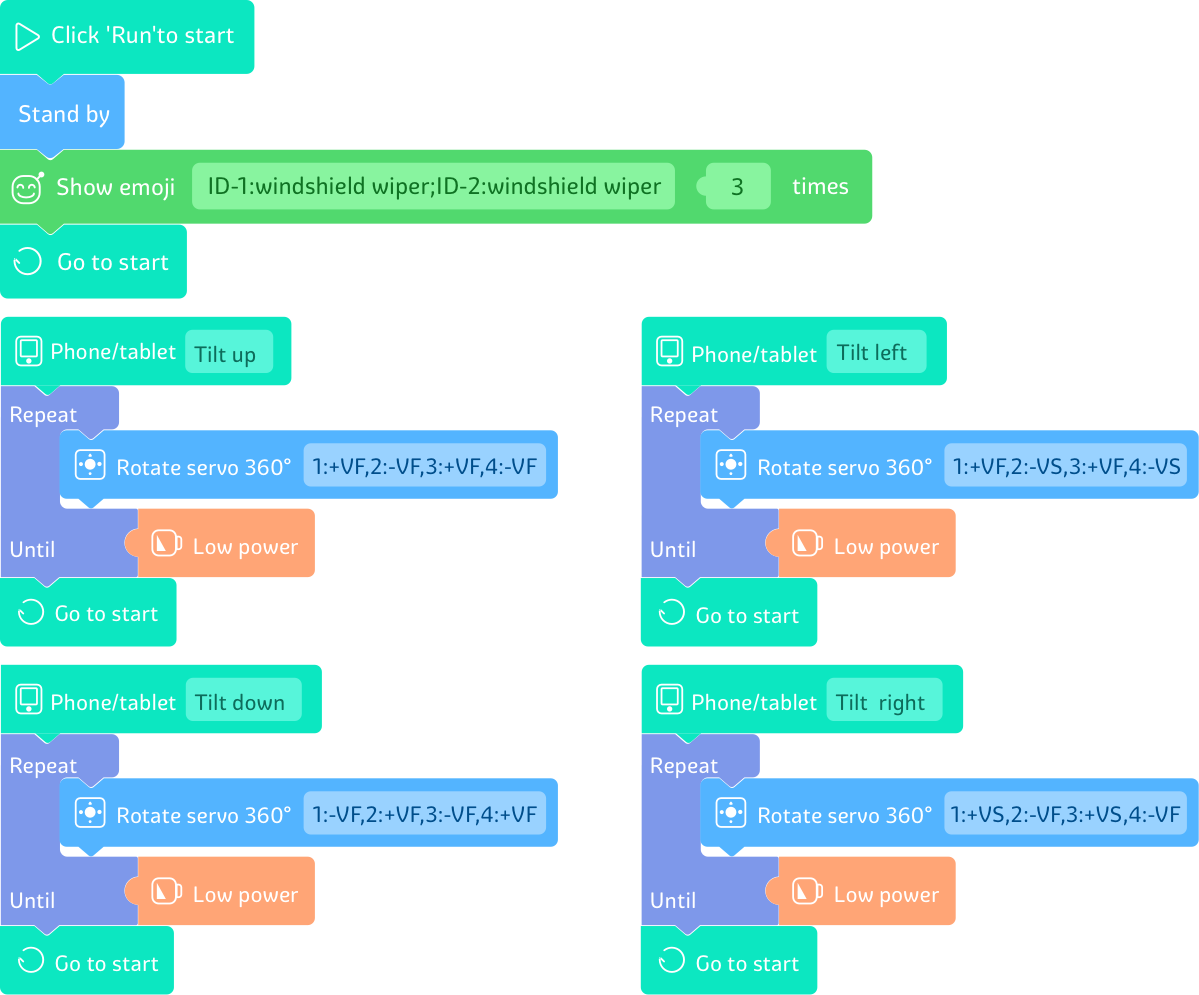 Click 'Run'to start
Stand by
Show emoji ID-1:windshield wiper;ID-2:windshield wiper 3 times
Go to start
Phone/tablet Tilt up
Repeat
Rotate servo 360° 1:+VF,2:-VF,3:+VF,4:-VF
Until Low power
Go to start
Phone/tablet Tilt left
Repeat
Rotate servo 360° 1:+VF,2:-VS,3:+VF,4:-VS
Until Low power
Go to start
Phone/tablet Tilt down
Repeat
Rotate servo 360° 1:-VF,2:+VF,3:-VF,4:+VF
Until Low power
Go to start
Phone/tablet Tilt right
Repeat
Rotate servo 360° 1:+VS,2:-VF,3:+VS,4:-VF
Until Low power
Go to start